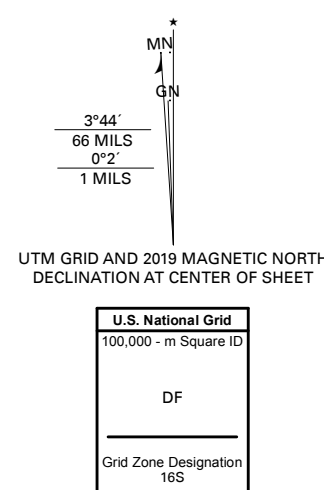 MN
GN
3°44´
66 MILS
0°2´
1 MILS
UTM GRID AND 2019 MAGNETIC NORTH
DECLINATION AT CENTER OF SHEET
U.S. National Grid
100,000 - m Square ID
DF
Grid Zone Designation
16S